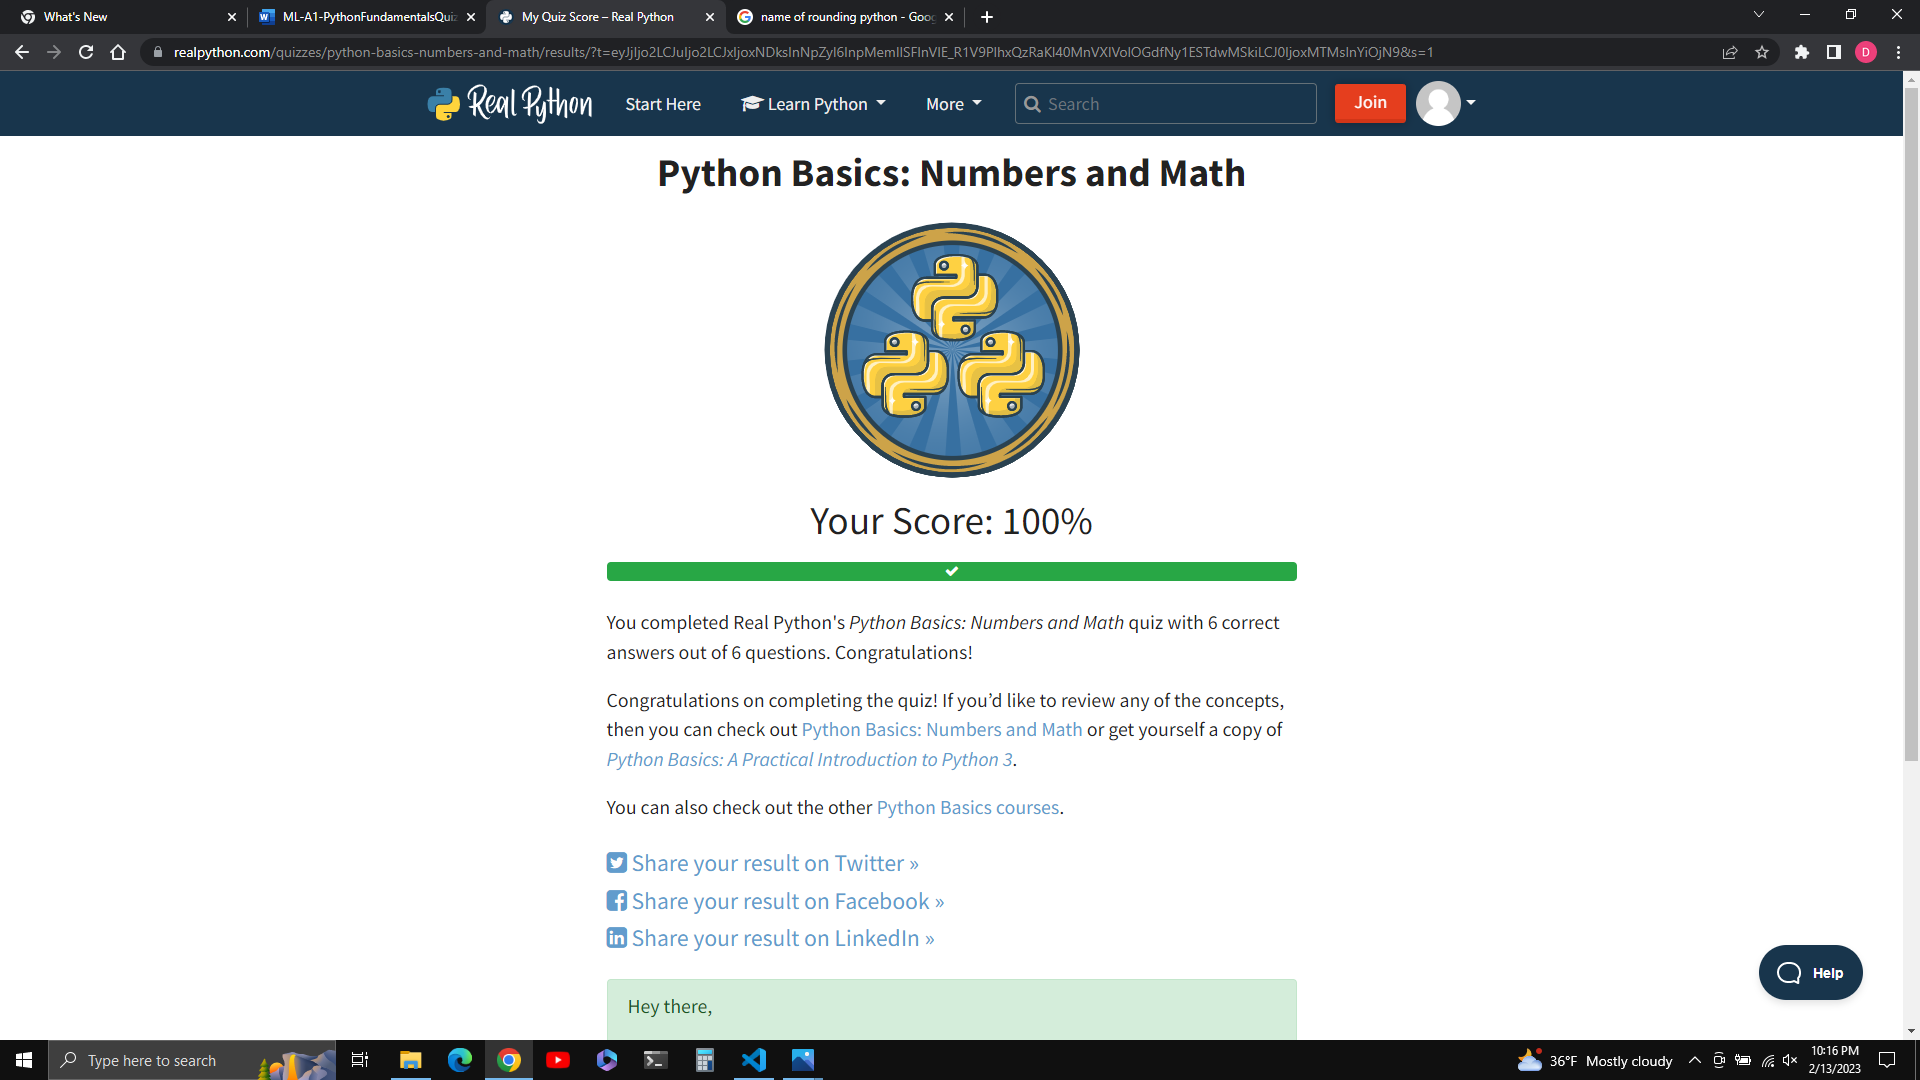 What's New
ML-A1-PythonFundamentalsQuiz
My Quiz Score – Real Python
name of rounding python - Goog
realpython.com/quizzes/python-basics-numbers-and-math/results/
Real Python
Start Here
Learn Python
More
Search
Join
D
Python Basics: Numbers and Math
Your Score: 100%
You completed Real Python's Python Basics: Numbers and Math quiz with 6 correct
answers out of 6 questions. Congratulations!
Congratulations on completing the quiz! If you’d like to review any of the concepts,
then you can check out Python Basics: Numbers and Math or get yourself a copy of
Python Basics: A Practical Introduction to Python 3.
You can also check out the other Python Basics courses.
Share your result on Twitter »
Share your result on Facebook »
Share your result on LinkedIn »
Help
Hey there,
Type here to search
36°F Mostly cloudy
10:16 PM
2/13/2023